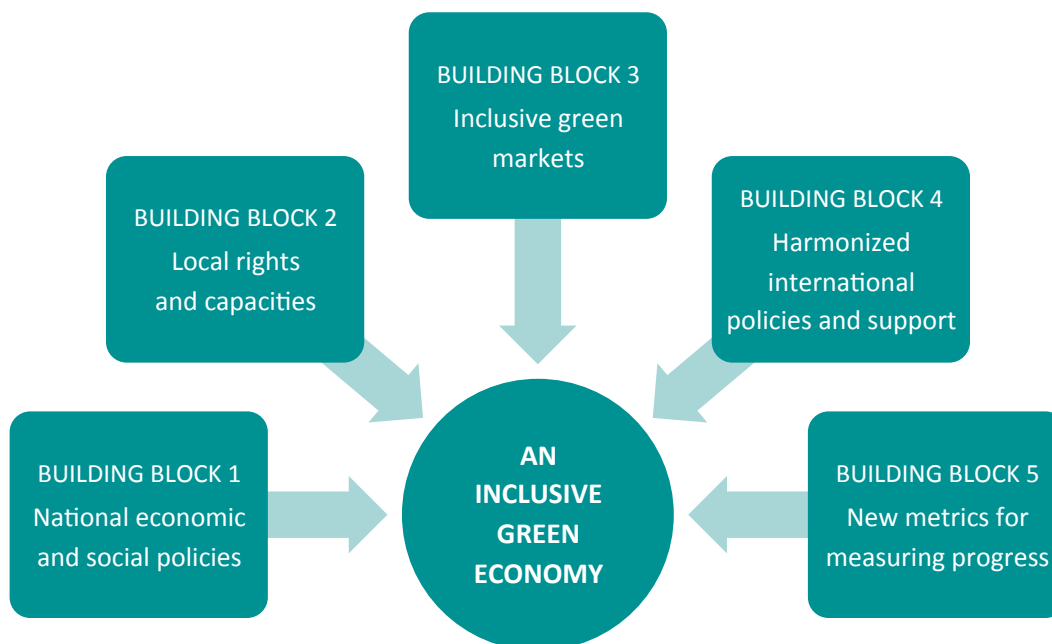 BUILDING BLOCK 1
National economic
and social policies
BUILDING BLOCK 2
Local rights
and capacities
BUILDING BLOCK 3
Inclusive green
markets
BUILDING BLOCK 4
Harmonized
international
policies and support
BUILDING BLOCK 5
New metrics for
measuring progress
AN
INCLUSIVE
GREEN
ECONOMY